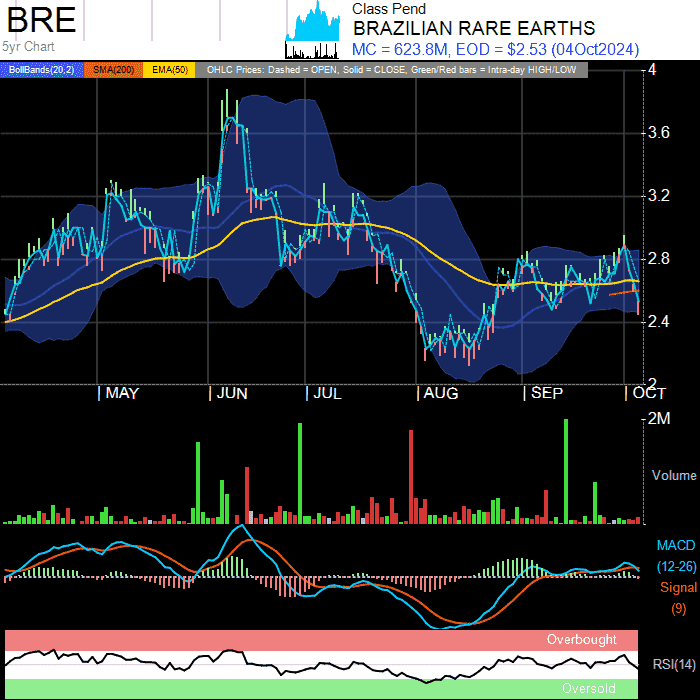 BRE
5yr Chart
Class Pend
BRAZILIAN RARE EARTHS
MC = 623.8M, EOD = $2.53 (04Oct2024)
BollBands(20,2) SMA(200) EMA(50) OHLC Prices: Dashed = OPEN, Solid = CLOSE, Green/Red bars = Intra-day HIGH/LOW
4
3.6
3.2
2.8
2.4
2
MAY JUN JUL AUG SEP OCT
2M
Volume
MACD
(12-26)
Signal
(9)
Overbought
RSI(14)
Oversold